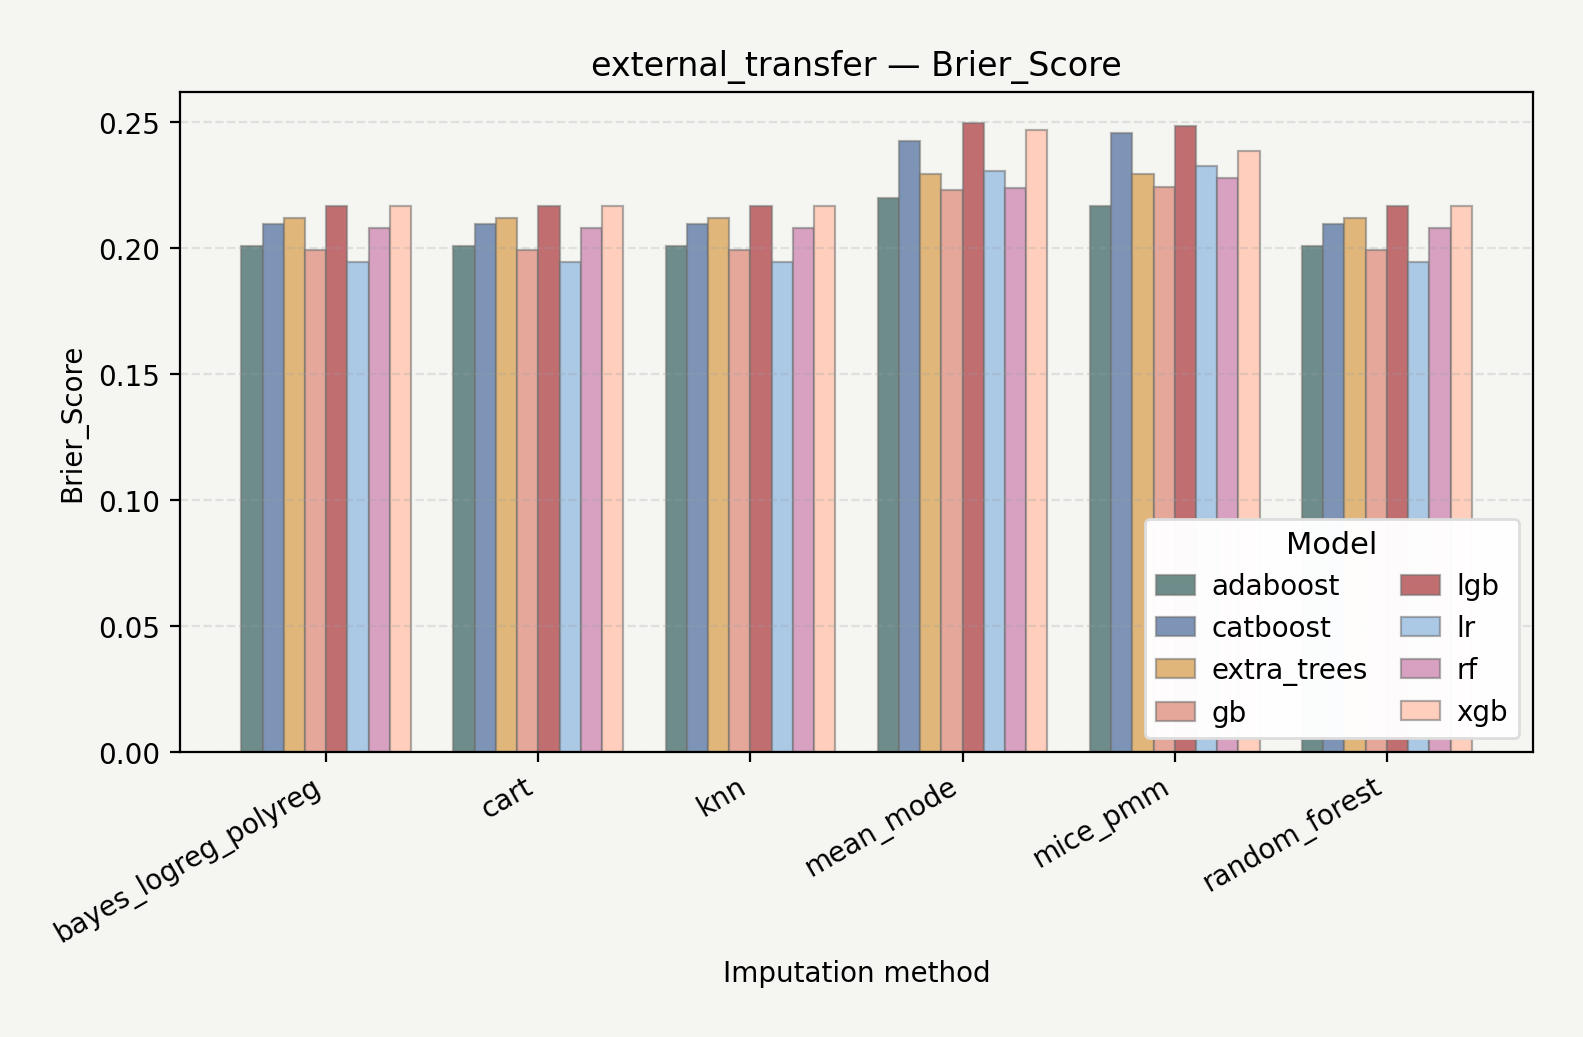 external_transfer — Brier_Score
Brier_Score
0.25
0.20
0.15
0.10
0.05
0.00
Model
adaboost
catboost
extra_trees
gb
lgb
lr
rf
xgb
bayes_logreg_polyreg
cart
knn
mean_mode
mice_pmm
random_forest
Imputation method